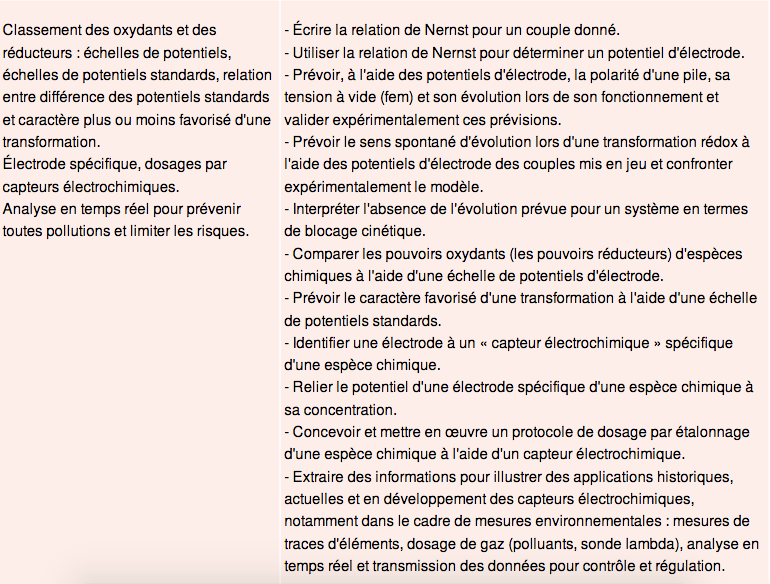 Classement des oxydants et des
réducteurs : échelles de potentiels,
échelles de potentiels standards, relation
entre différence des potentiels standards
et caractère plus ou moins favorisé d'une
transformation.
Électrode spécifique, dosages par
capteurs électrochimiques.
Analyse en temps réel pour prévenir
toutes pollutions et limiter les risques.
- Écrire la relation de Nernst pour un couple donné.
- Utiliser la relation de Nernst pour déterminer un potentiel d'électrode.
- Prévoir, à l'aide des potentiels d'électrode, la polarité d'une pile, sa
tension à vide (fem) et son évolution lors de son fonctionnement et
valider expérimentalement ces prévisions.
- Prévoir le sens spontané d'évolution lors d'une transformation rédox à
l'aide des potentiels d'électrode des couples mis en jeu et confronter
expérimentalement le modèle.
- Interpréter l'absence de l'évolution prévue pour un système en termes
de blocage cinétique.
- Comparer les pouvoirs oxydants (les pouvoirs réducteurs) d'espèces
chimiques à l'aide d'une échelle de potentiels d'électrode.
- Prévoir le caractère favorisé d'une transformation à l'aide d'une échelle
de potentiels standards.
- Identifier une électrode à un « capteur électrochimique » spécifique
d'une espèce chimique.
- Relier le potentiel d'une électrode spécifique d'une espèce chimique à
sa concentration.
- Concevoir et mettre en œuvre un protocole de dosage par étalonnage
d'une espèce chimique à l'aide d'un capteur électrochimique.
- Extraire des informations pour illustrer des applications historiques,
actuelles et en développement des capteurs électrochimiques,
notamment dans le cadre de mesures environnementales : mesures de
traces d'éléments, dosage de gaz (polluants, sonde lambda), analyse en
temps réel et transmission des données pour contrôle et régulation.